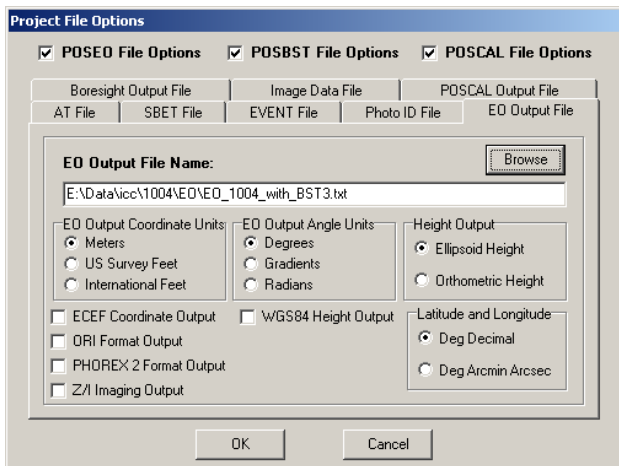 Project File Options
POSEO File Options POSBST File Options POSCAL File Options
Boresight Output File Image Data File POSCAL Output File
AT File SBET File EVENT File Photo ID File EO Output File
EO Output File Name: Browse
E:\Data\icc\1004\EO\EO_1004_with_BST3.txt
EO Output Coordinate Units EO Output Angle Units Height Output
Meters Degrees Ellipsoid Height
US Survey Feet Gradients
International Feet Radians Orthometric Height
ECEF Coordinate Output WGS84 Height Output Latitude and Longitude
ORI Format Output Deg Decimal
PHOREX 2 Format Output
Z/I Imaging Output Deg Arcmin Arcsec
OK Cancel